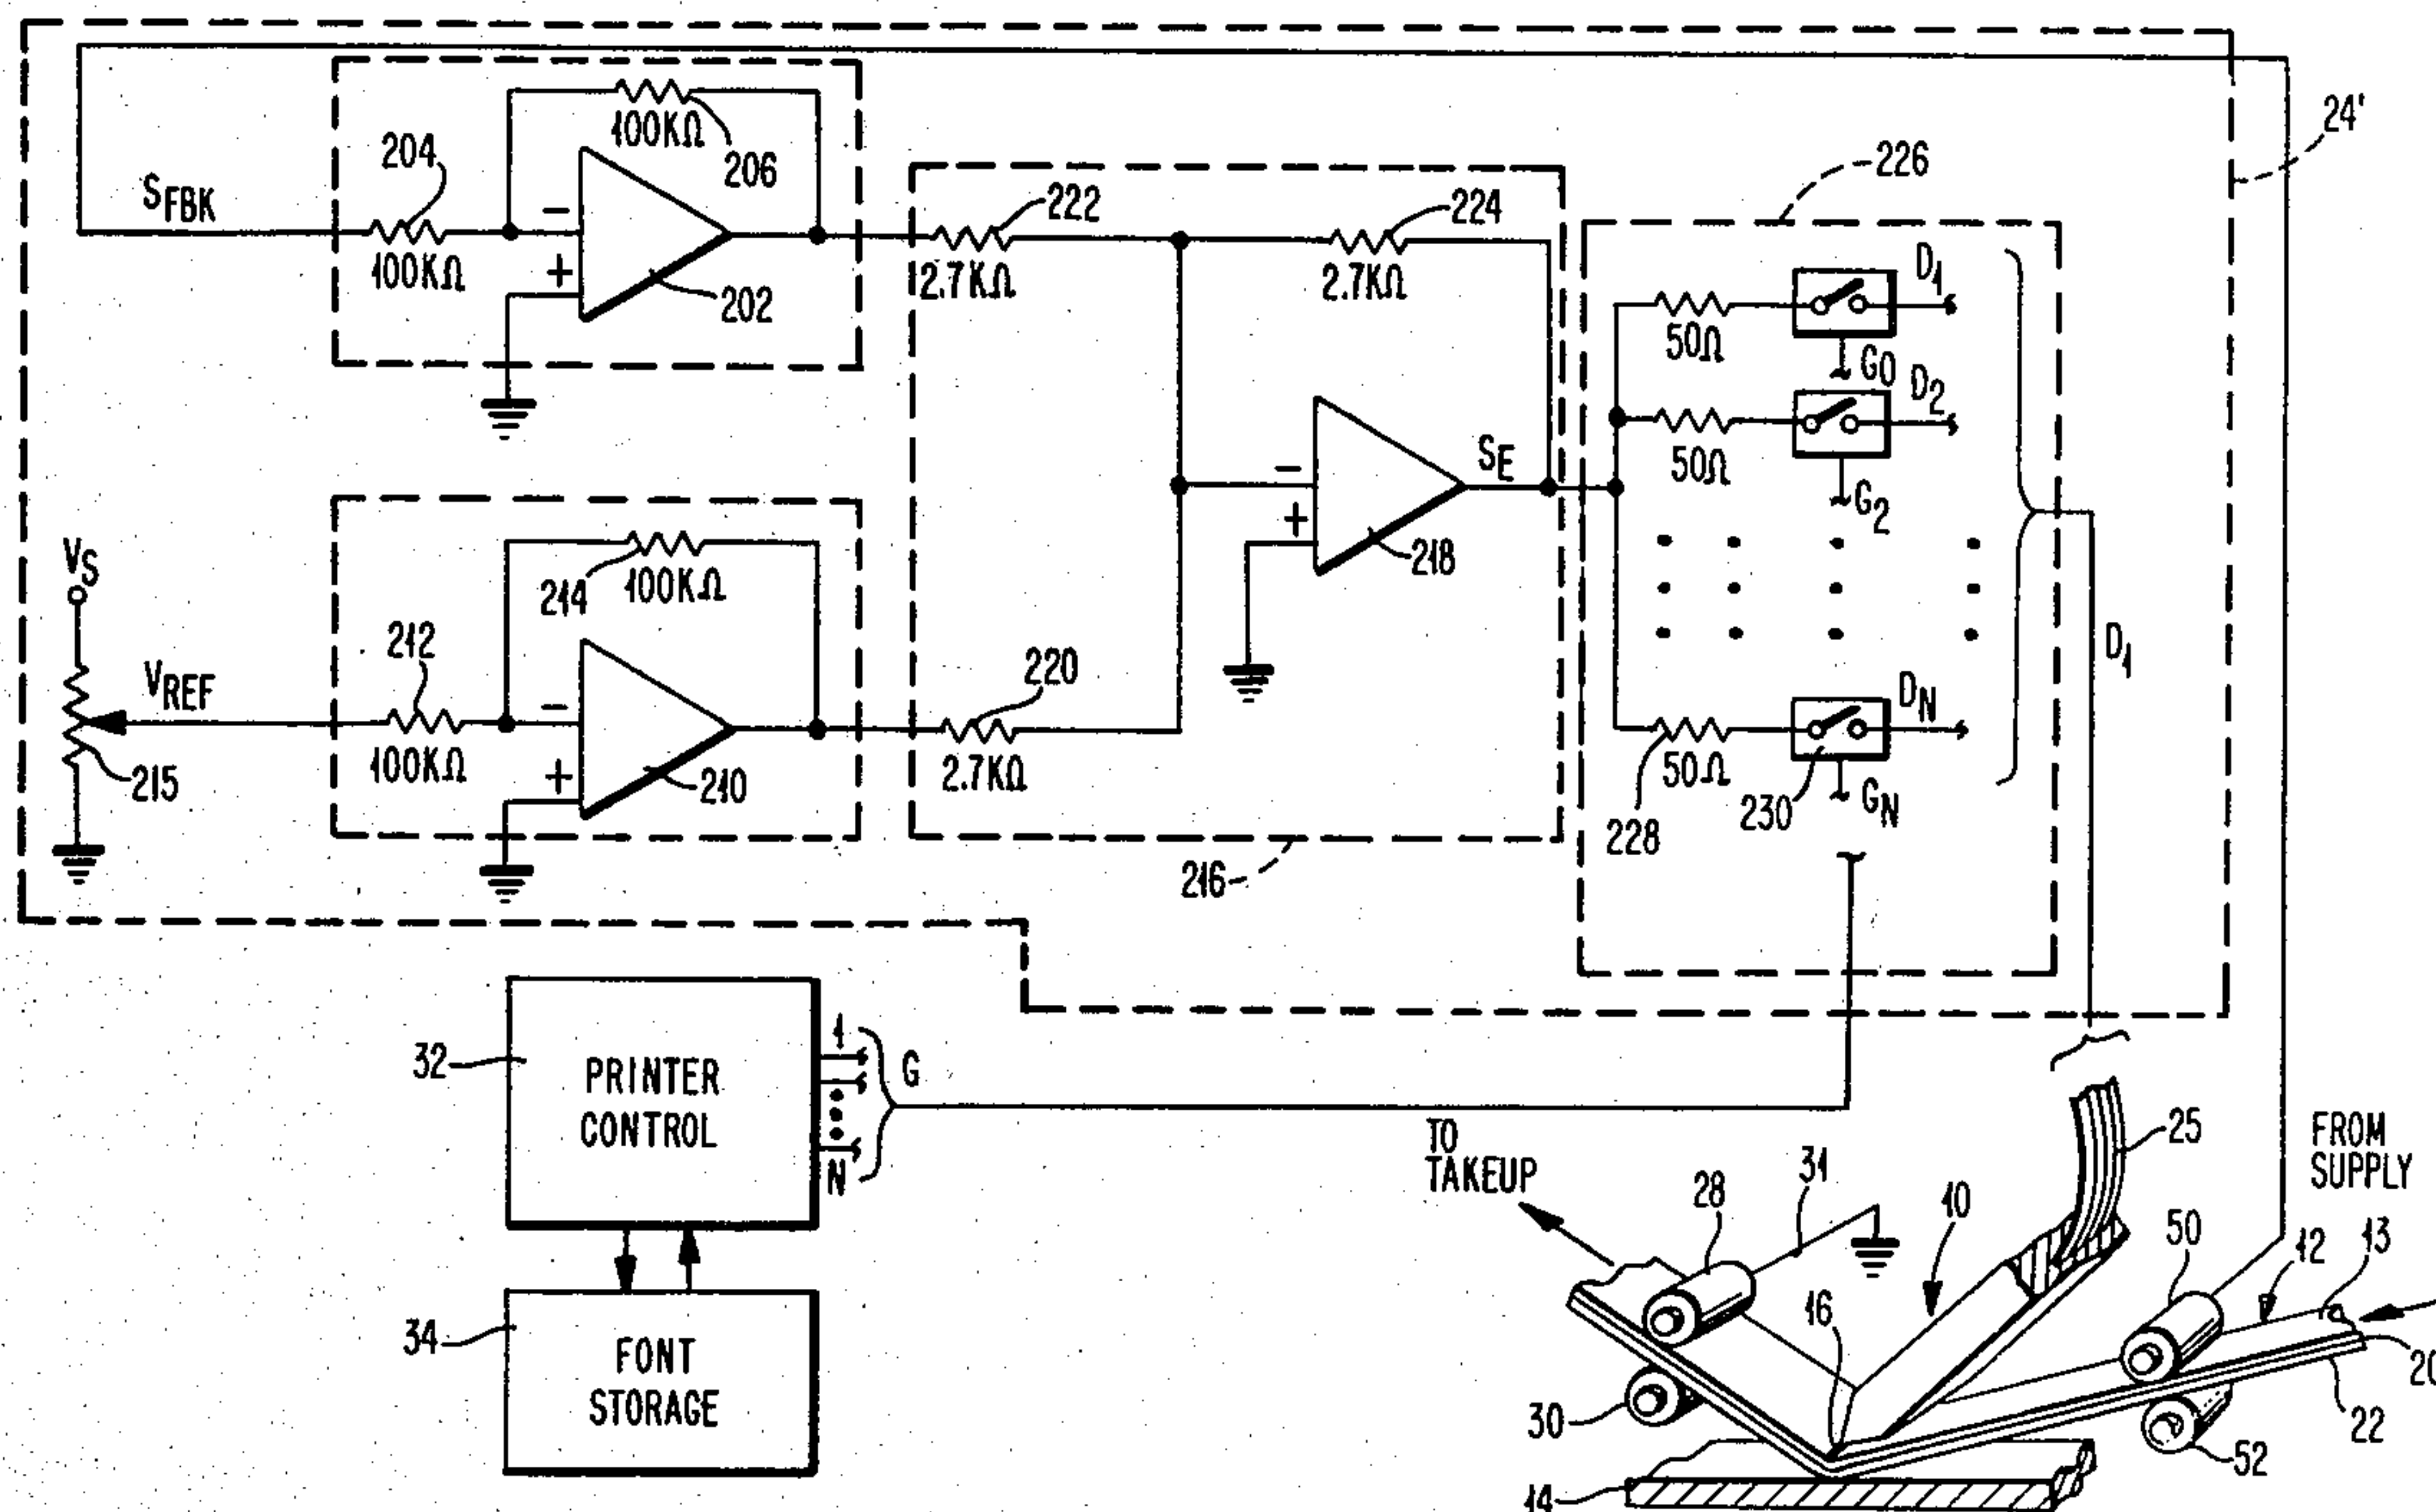 24'
204
100KΩ
206
SFBK
100KΩ
-
+
202
222
2.7KΩ
224
2.7KΩ
226
50Ω
D1
G0
50Ω
D2
G2
VS
VREF
215
212
100KΩ
214
100KΩ
-
+
210
220
2.7KΩ
-
+
218
SE
216
D1
228
50Ω
230
DN
GN
32
PRINTER
CONTROL
1
N
G
34
FONT
STORAGE
TO
TAKEUP
28
31
10
25
FROM
SUPPLY
50
12
13
16
20
22
30
52
14